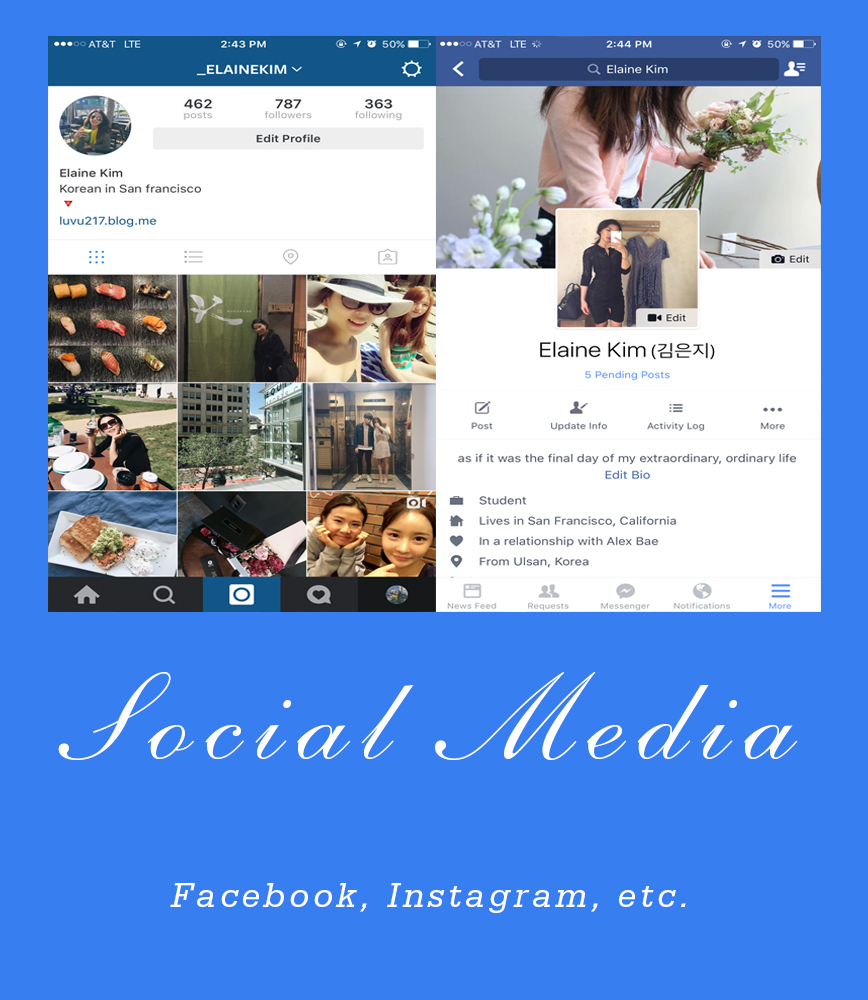 AT&T LTE 2:43 PM 50%
_ELAINEKIM
462 787 363
posts followers following
Edit Profile
Elaine Kim
Korean in San francisco
luvu217.blog.me
AT&T LTE 2:44 PM 50%
Elaine Kim
Edit
Edit
Elaine Kim (김은지)
5 Pending Posts
Post Update Info Activity Log More
as if it was the final day of my extraordinary, ordinary life
Edit Bio
Student
Lives in San Francisco, California
In a relationship with Alex Bae
From Ulsan, Korea
News Feed Requests Messenger Notifications More
Social Media
Facebook, Instagram, etc.